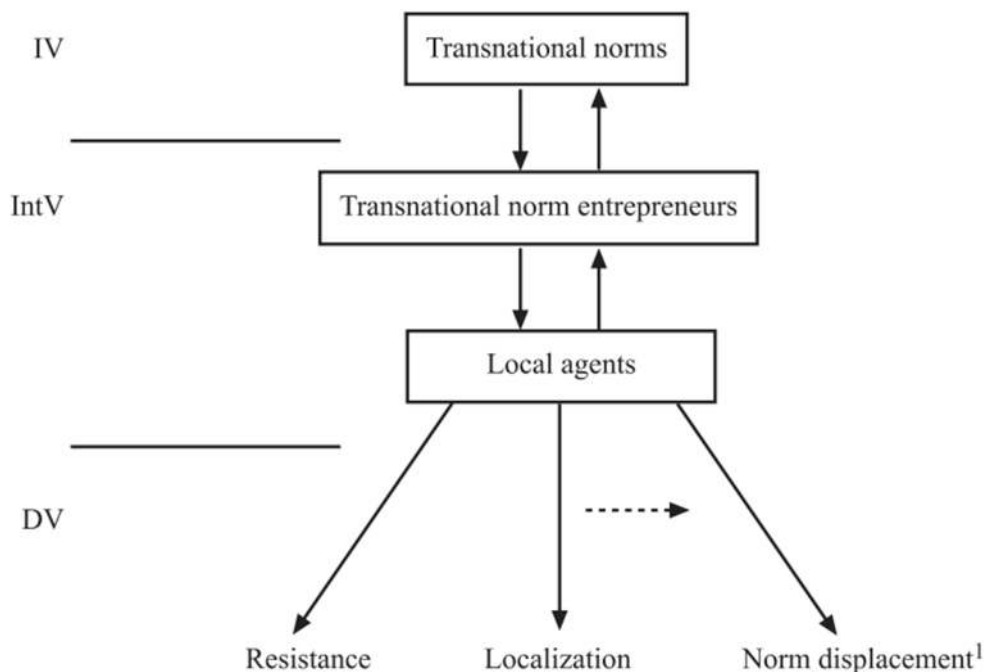 IV
Transnational norms
IntV
Transnational norm entrepreneurs
Local agents
DV
Resistance
Localization
Norm displacement¹